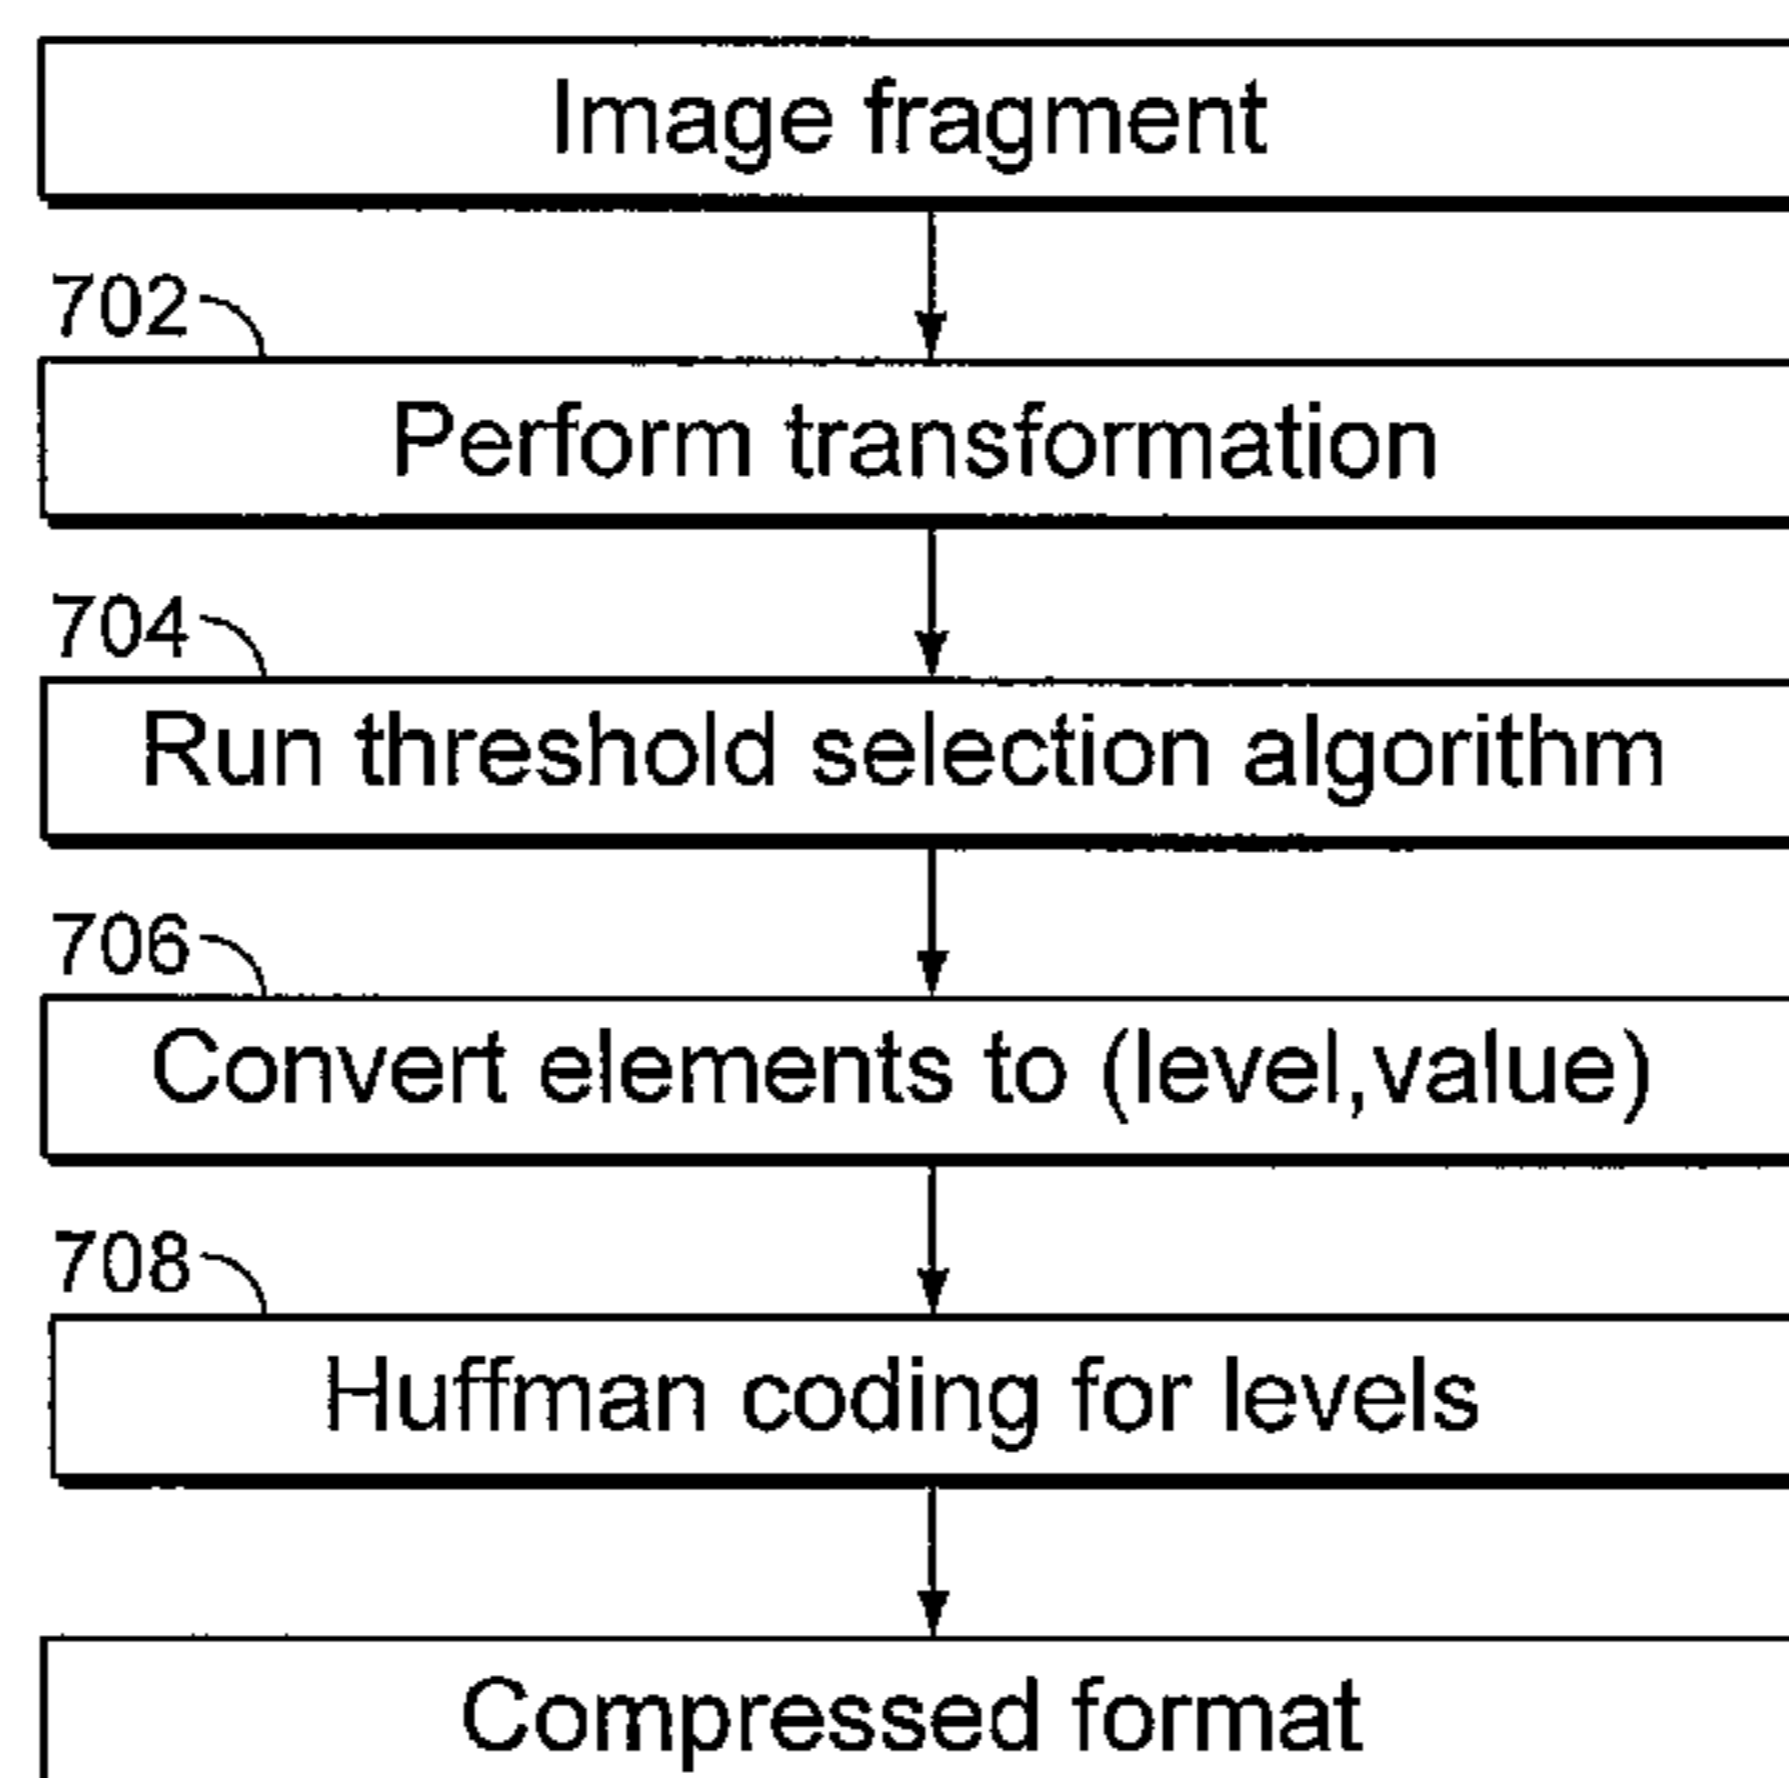 Image fragment
702
Perform transformation
704
Run threshold selection algorithm
706
Convert elements to (level,value)
708
Huffman coding for levels
Compressed format